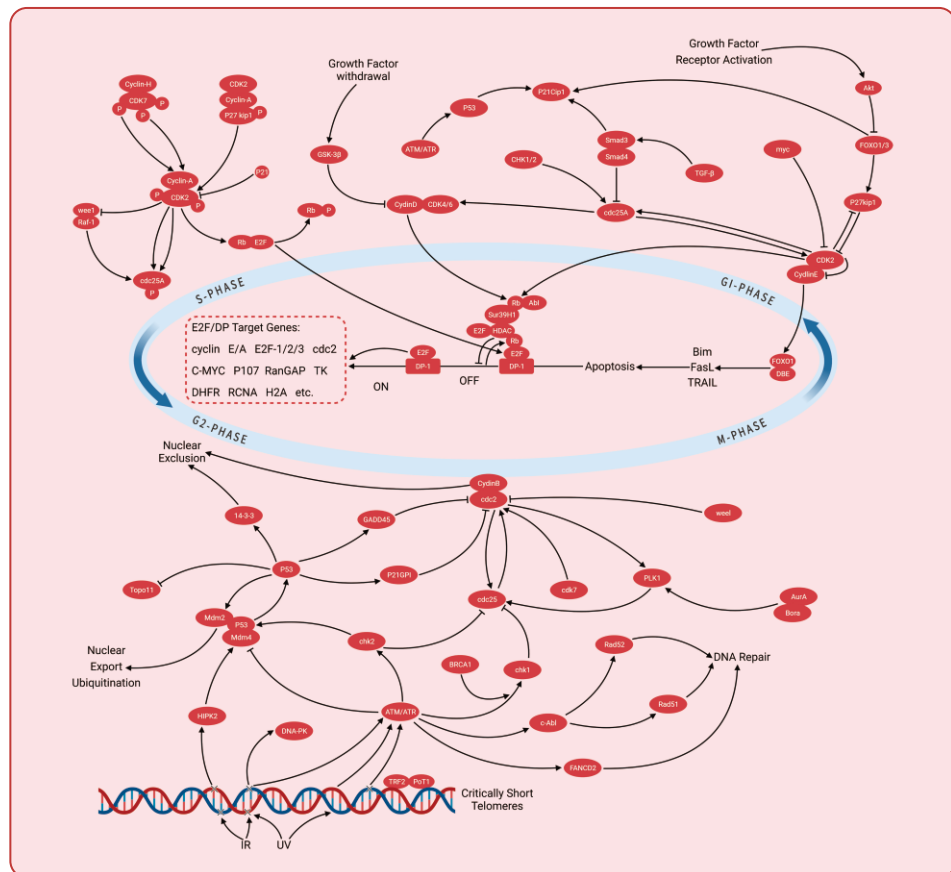 Growth Factor
Receptor Activation
Growth Factor
withdrawal
Cyclin-H
CDK7
P
P
P
CDK2
Cyclin-A
P27 kip1
P
Akt
P21Cip1
P53
ATM/ATR
GSK-3β
Smad3
Smad4
CHK1/2
TGF-β
myc
FOXO1/3
P21
Cyclin-A
CDK2
P
P
wee1
Raf-1
CydinD
CDK4/6
cdc25A
P27kip1
Rb
P
Rb
E2F
cdc25A
P
CDK2
CydlinE
S-PHASE
GI-PHASE
Rb
Abl
Sur39H1
E2F
HDAC
Rb
E2F
DP-1
E2F
DP-1
E2F/DP Target Genes:
cyclin E/A E2F-1/2/3 cdc2
C-MYC P107 RanGAP TK
DHFR RCNA H2A etc.
ON
OFF
Apoptosis
Bim
FasL
TRAIL
FOXO1
DBE
G2-PHASE
M-PHASE
Nuclear
Exclusion
CydinB
cdc2
14-3-3
GADD45
weel
P53
P21GPI
Topo11
cdk7
PLK1
cdc25
AurA
Bora
Mdm2
P53
Mdm4
chk2
Nuclear
Export
Ubiquitination
BRCA1
chk1
Rad52
DNA Repair
HIPK2
DNA-PK
ATM/ATR
c-Abl
Rad51
FANCD2
TRF2
PoT1
Critically Short
Telomeres
IR
UV